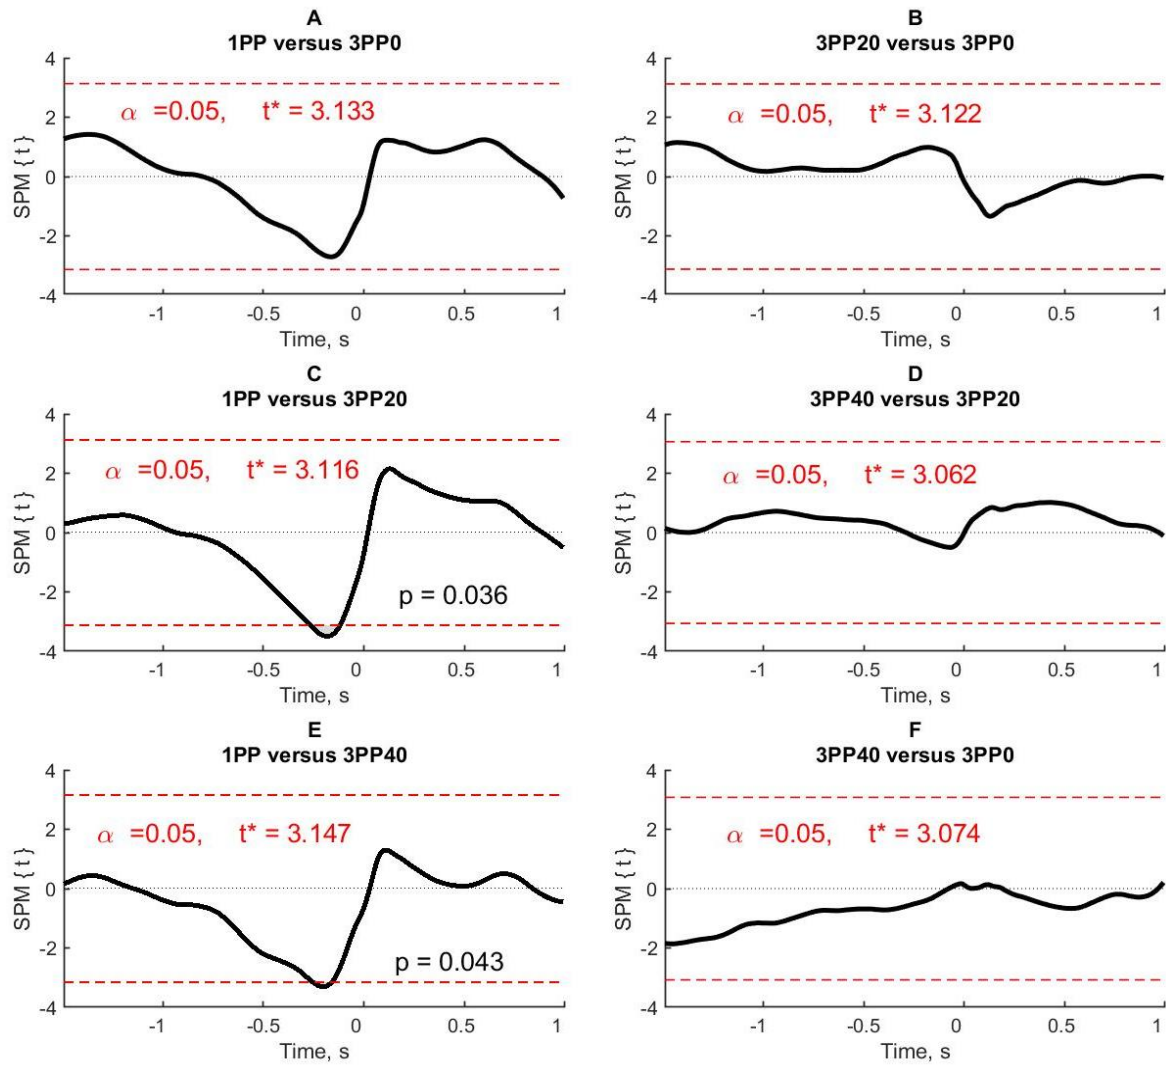 A
1PP versus 3PP0
4
2
0
-2
-4
SPM { t }
α =0.05, t* = 3.133
-1
-0.5
0
0.5
1
Time, s
B
3PP20 versus 3PP0
4
2
0
-2
-4
SPM { t }
α =0.05, t* = 3.122
-1
-0.5
0
0.5
1
Time, s
C
1PP versus 3PP20
4
2
0
-2
-4
SPM { t }
α =0.05, t* = 3.116
p = 0.036
-1
-0.5
0
0.5
1
Time, s
D
3PP40 versus 3PP20
4
2
0
-2
-4
SPM { t }
α =0.05, t* = 3.062
-1
-0.5
0
0.5
1
Time, s
E
1PP versus 3PP40
4
2
0
-2
-4
SPM { t }
α =0.05, t* = 3.147
p = 0.043
-1
-0.5
0
0.5
1
Time, s
F
3PP40 versus 3PP0
4
2
0
-2
-4
SPM { t }
α =0.05, t* = 3.074
-1
-0.5
0
0.5
1
Time, s